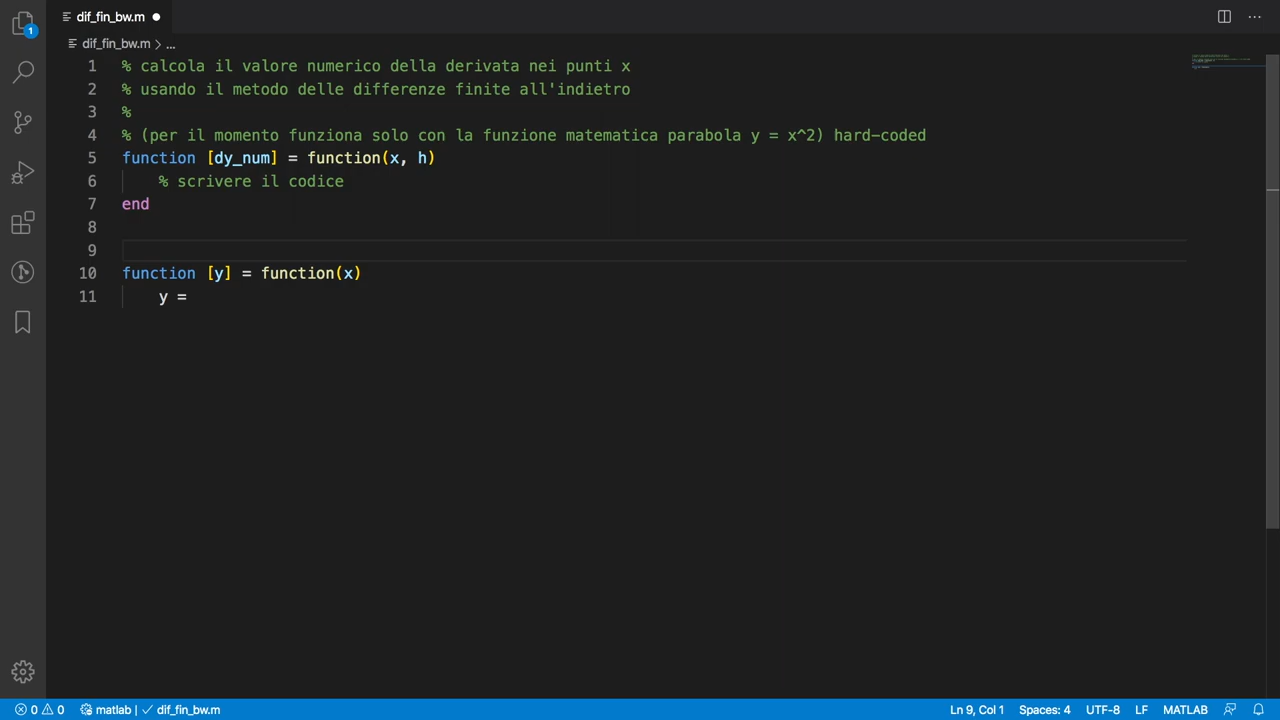 dif_fin_bw.m
dif_fin_bw.m > ...
1 % calcola il valore numerico della derivata nei punti x
2 % usando il metodo delle differenze finite all'indietro
3 %
4 % (per il momento funziona solo con la funzione matematica parabola y = x^2) hard-coded
5 function [dy_num] = function(x, h)
6 % scrivere il codice
7 end
8
9
10 function [y] = function(x)
11 y =
1
0 0 matlab | ✓ dif_fin_bw.m Ln 9, Col 1 Spaces: 4 UTF-8 LF MATLAB